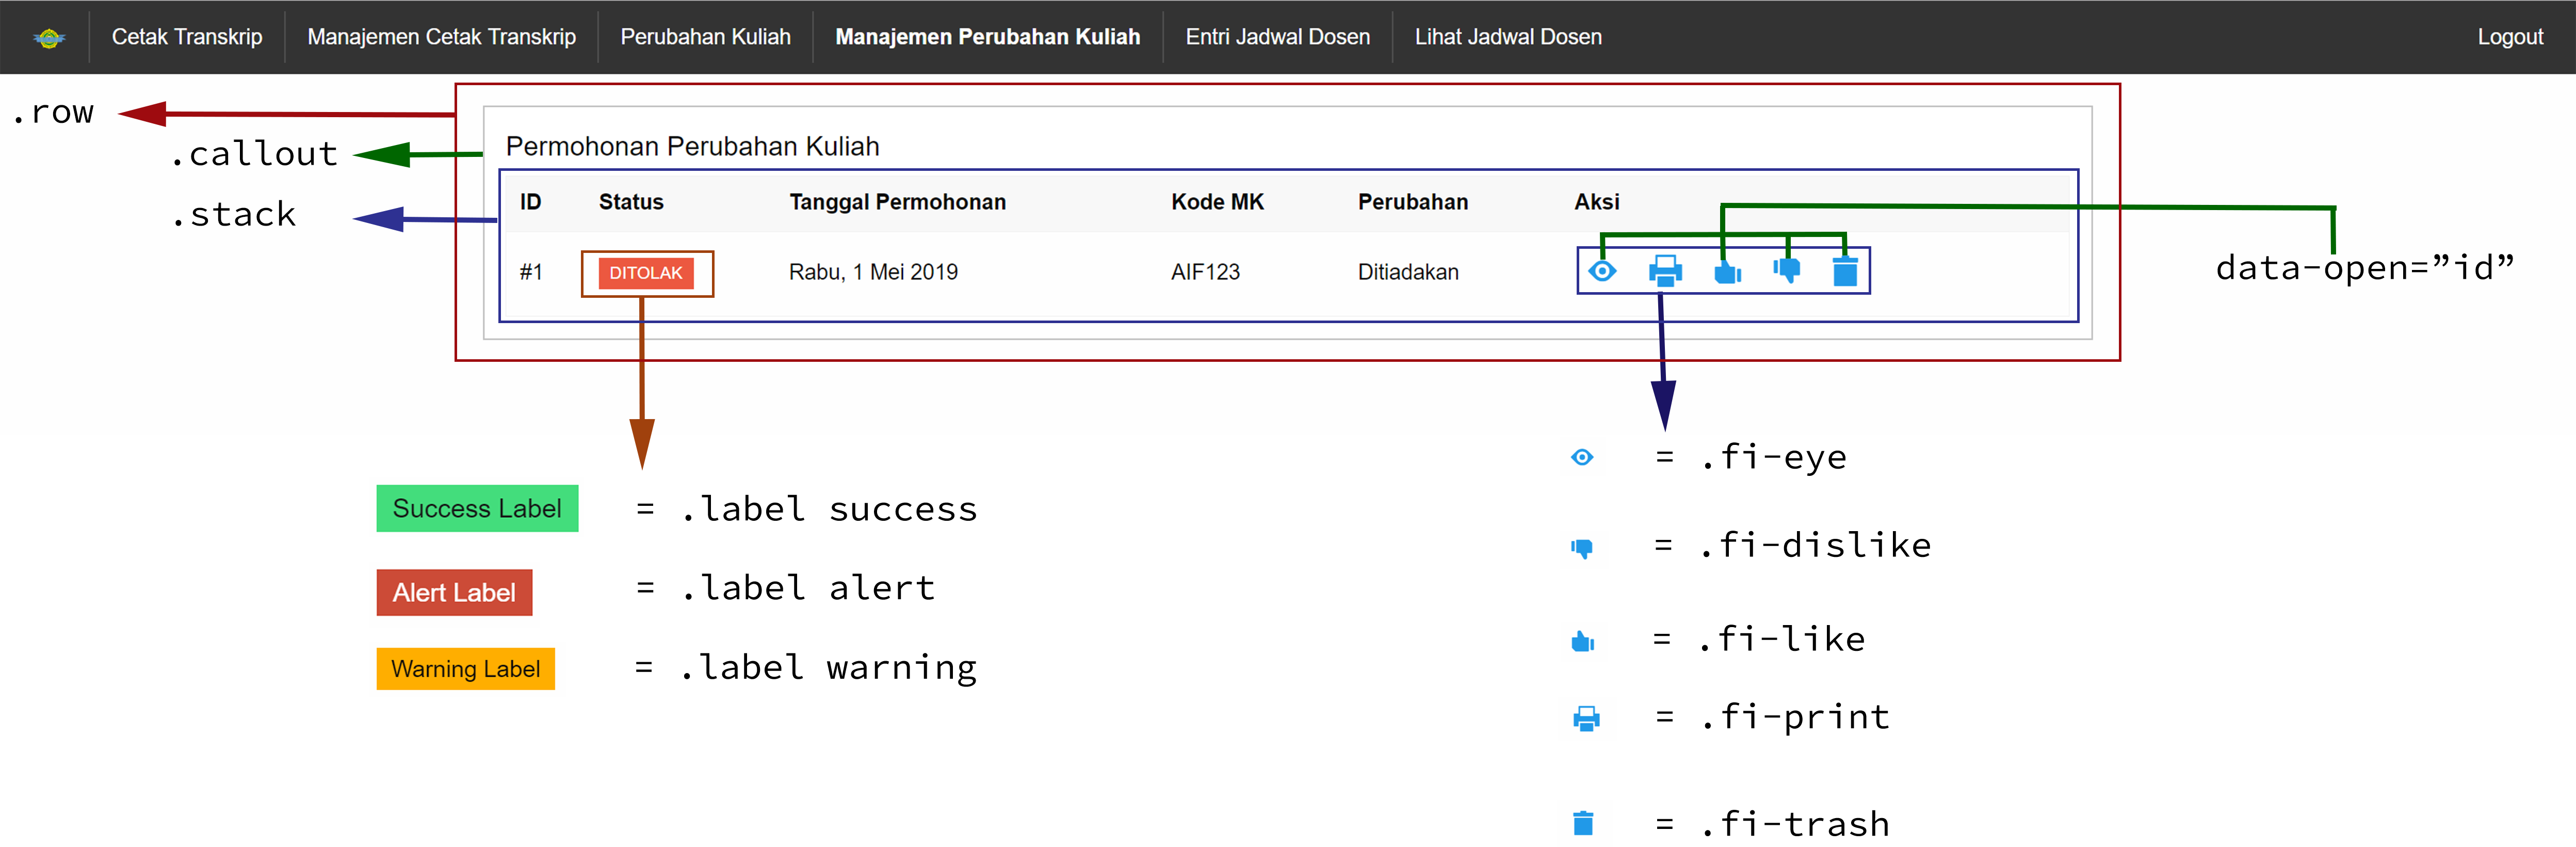 Cetak Transkrip Manajemen Cetak Transkrip Perubahan Kuliah Manajemen Perubahan Kuliah Entri Jadwal Dosen Lihat Jadwal Dosen Logout
.row
.callout
.stack
Permohonan Perubahan Kuliah
ID Status Tanggal Permohonan Kode MK Perubahan Aksi
#1 DITOLAK Rabu, 1 Mei 2019 AIF123 Ditiadakan
data-open=”id”
Success Label = .label success
Alert Label = .label alert
Warning Label = .label warning
= .fi-eye
= .fi-dislike
= .fi-like
= .fi-print
= .fi-trash